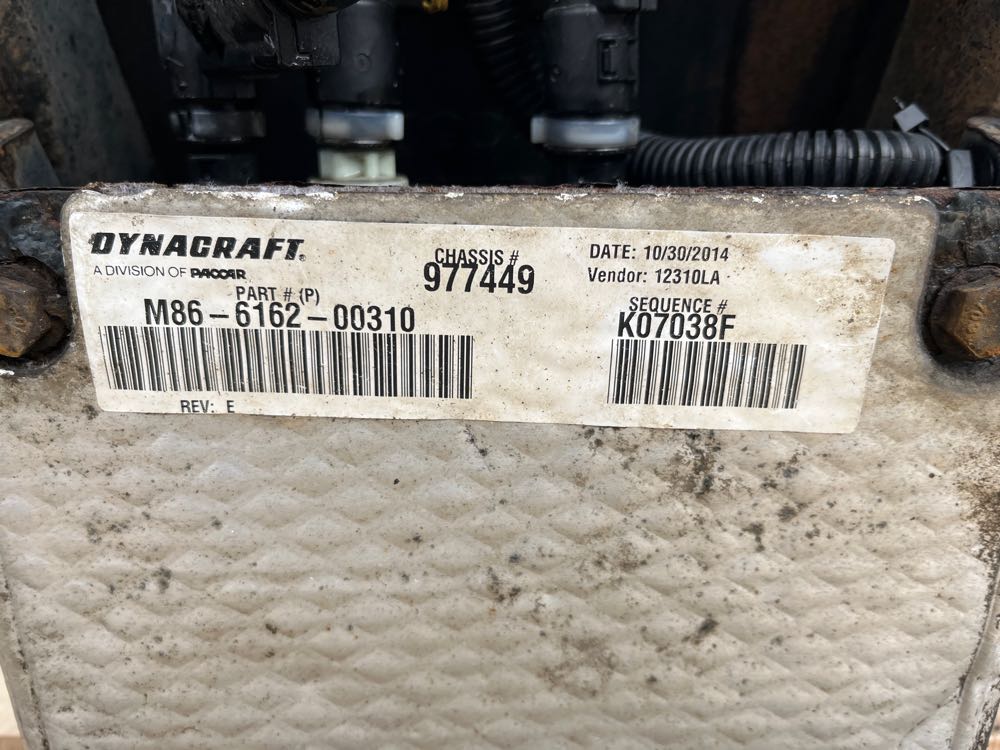 DYNACRAFT.
A DIVISION OF PACCAR
CHASSIS #
977449
DATE: 10/30/2014
Vendor: 12310LA
PART # (P)
M86-6162-00310
SEQUENCE #
K07038F
REV: E